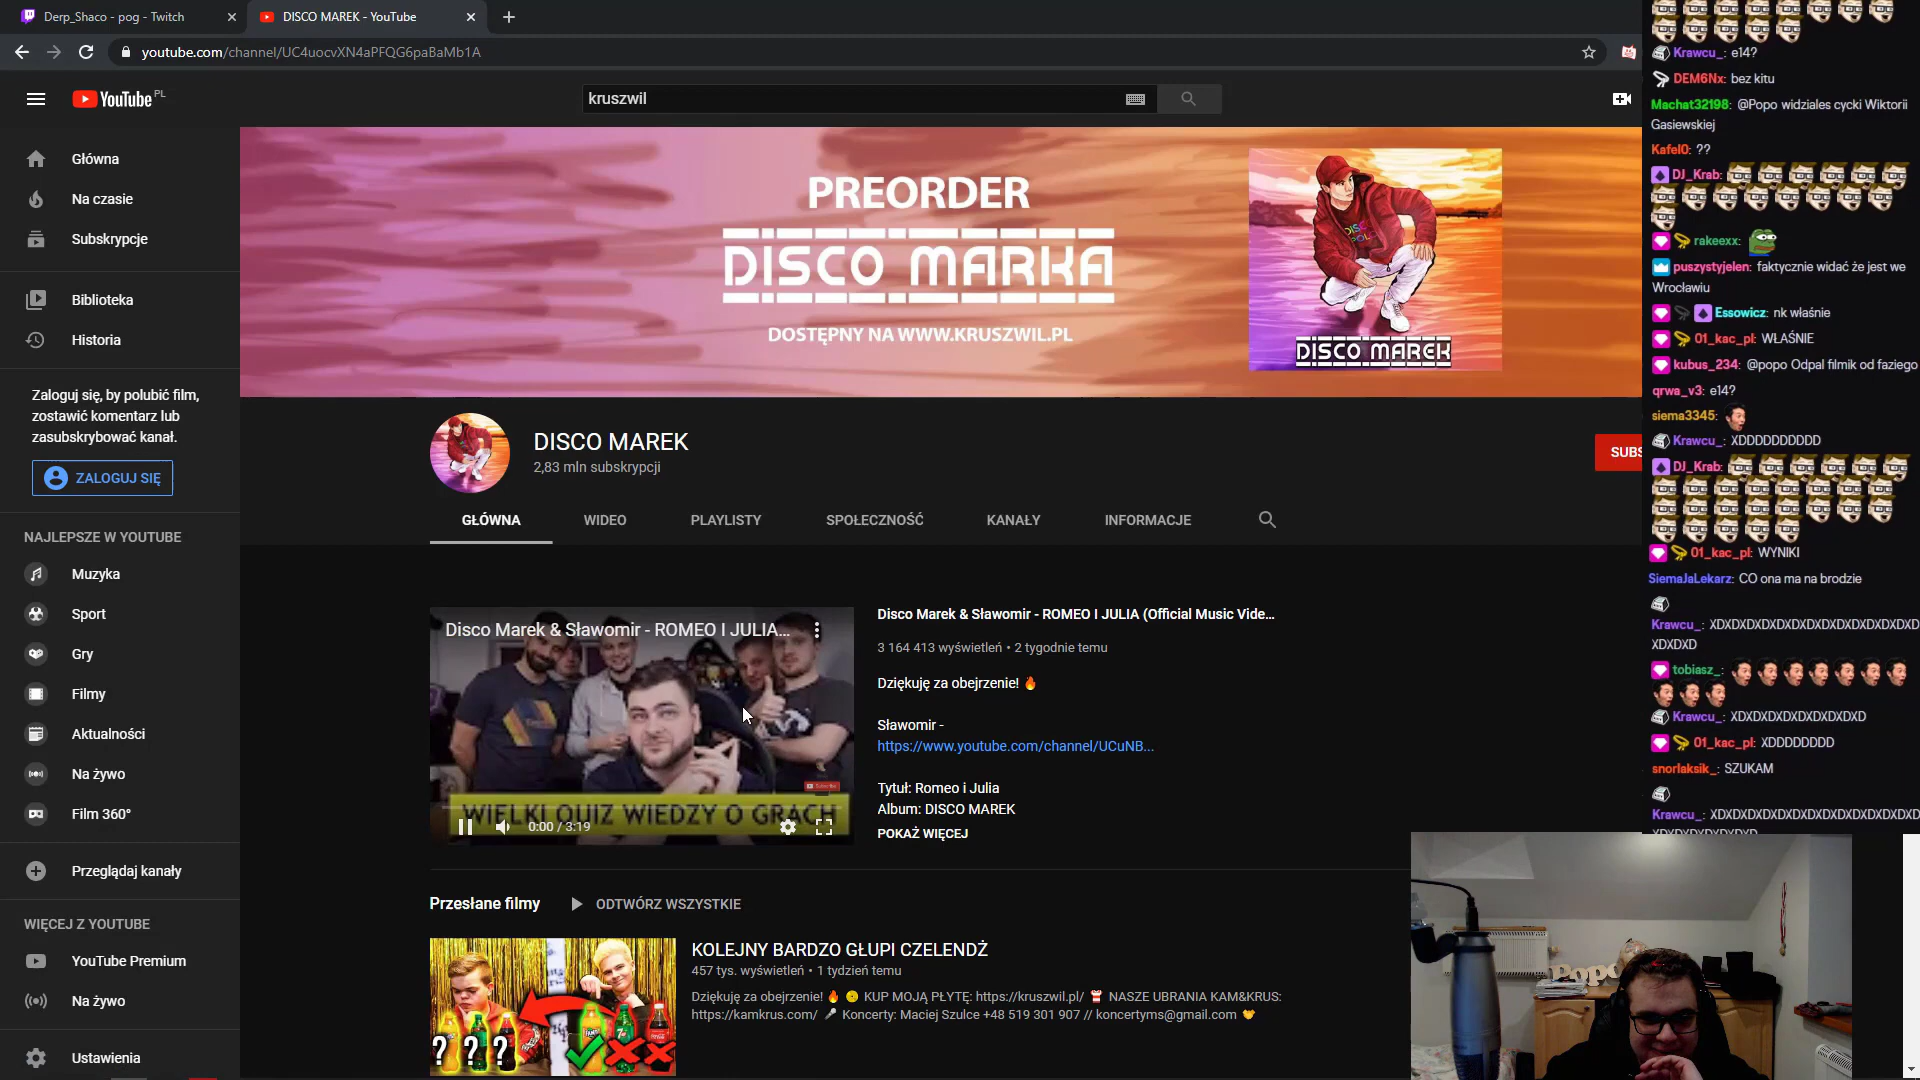 Derp_Shaco - pog - Twitch
DISCO MAREK - YouTube
youtube.com/channel/UC4uocvXN4aPFQG6paBaMb1A
YouTube PL
kruszwil
Główna
Na czasie
Subskrypcje
Biblioteka
Historia
Zaloguj się, by polubić film,
zostawić komentarz lub
zasubskrybować kanał.
ZALOGUJ SIĘ
NAJLEPSZE W YOUTUBE
Muzyka
Sport
Gry
Filmy
Aktualności
Na żywo
Film 360°
Przeglądaj kanały
WIĘCEJ Z YOUTUBE
YouTube Premium
Na żywo
Ustawienia
PREORDER
DISCO MARKA
DOSTĘPNY NA WWW.KRUSZWIL.PL
DISCO MAREK
DISCO MAREK
2,83 mln subskrypcji
SUBS
GŁÓWNA
WIDEO
PLAYLISTY
SPOŁECZNOŚĆ
KANAŁY
INFORMACJE
Disco Marek & Sławomir - ROMEO I JULIA...
WIELKI QUIZ WIEDZY O GRACH
0:00 / 3:19
Disco Marek & Sławomir - ROMEO I JULIA (Official Music Vide...
3 164 413 wyświetleń • 2 tygodnie temu
Dziękuję za obejrzenie! 🔥
Sławomir -
https://www.youtube.com/channel/UCuNB...
Tytuł: Romeo i Julia
Album: DISCO MAREK
POKAŻ WIĘCEJ
Przesłane filmy
ODTWÓRZ WSZYSTKIE
KOLEJNY BARDZO GŁUPI CZELENDŻ
457 tys. wyświetleń • 1 tydzień temu
Dziękuję za obejrzenie! 🔥 KUP MOJĄ PŁYTĘ: https://kruszwil.pl/ NASZE UBRANIA KAM&KRUS:
https://kamkrus.com/ 🎤 Koncerty: Maciej Szulce +48 519 301 907 // koncertyms@gmail.com
? ? ?
Krawcu_: e14?
DEM6Nx: bez kitu
Machat32198: @Popo widziales cycki Wiktorii
Gasiewskiej
Kafel0: ??
DJ_Krab:
rakeexx:
puszystyjelen: faktycznie widać że jest we
Wrocławiu
Essowicz: nk właśnie
01_kac_pl: WŁAŚNIE
kubus_234: @popo Odpal filmik od faziego
qrwa_v3: e14?
siema3345:
Krawcu_: XDDDDDDDDDD
DJ_Krab:
01_kac_pl: WYNIKI
SiemaJaLekarz: CO ona ma na brodzie
Krawcu_: XDXDXDXDXDXDXDXDXDXDXDXDXD
XDXDXD
tobiasz_:
Krawcu_: XDXDXDXDXDXDXDXDXD
01_kac_pl: XDDDDDDDD
snorlaksik_: SZUKAM
Krawcu_: XDXDXDXDXDXDXDXDXDXDXDXDXD
Popo